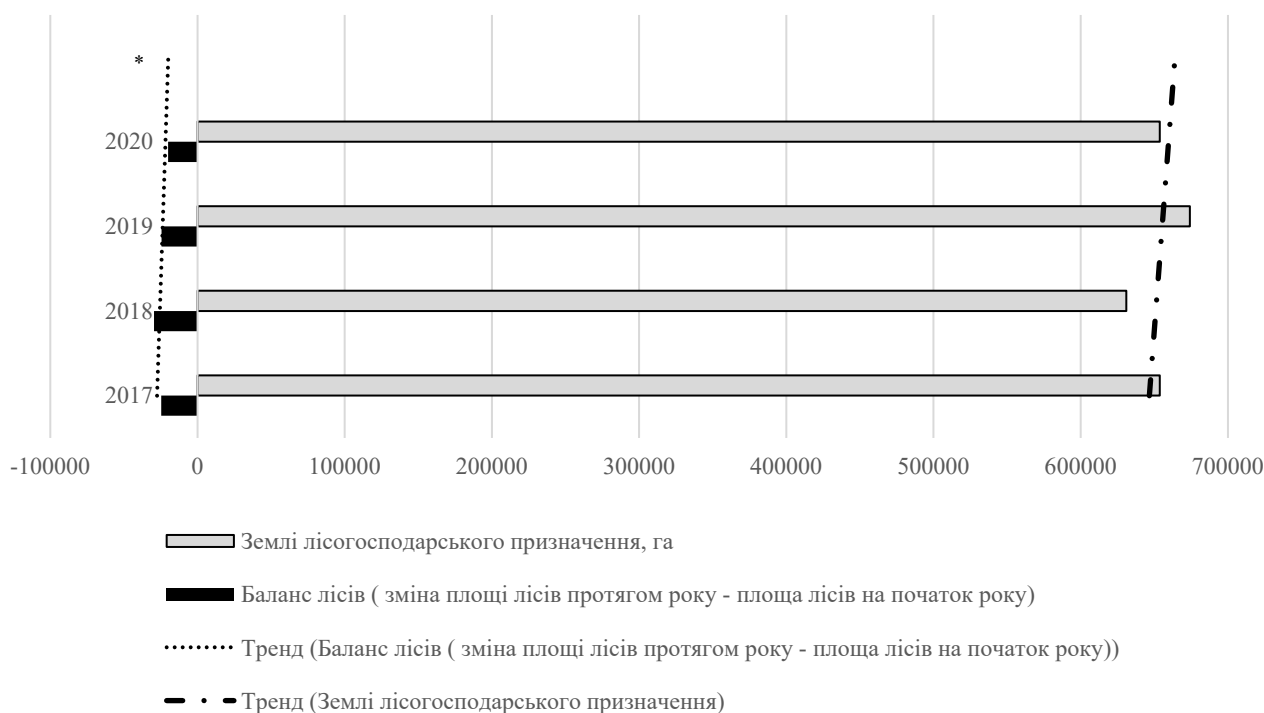 *
2020
2019
2018
2017
-100000 0 100000 200000 300000 400000 500000 600000 700000
Землі лісогосподарського призначення, га
Баланс лісів ( зміна площі лісів протягом року - площа лісів на початок року)
Тренд (Баланс лісів ( зміна площі лісів протягом року - площа лісів на початок року))
Тренд (Землі лісогосподарського призначення)